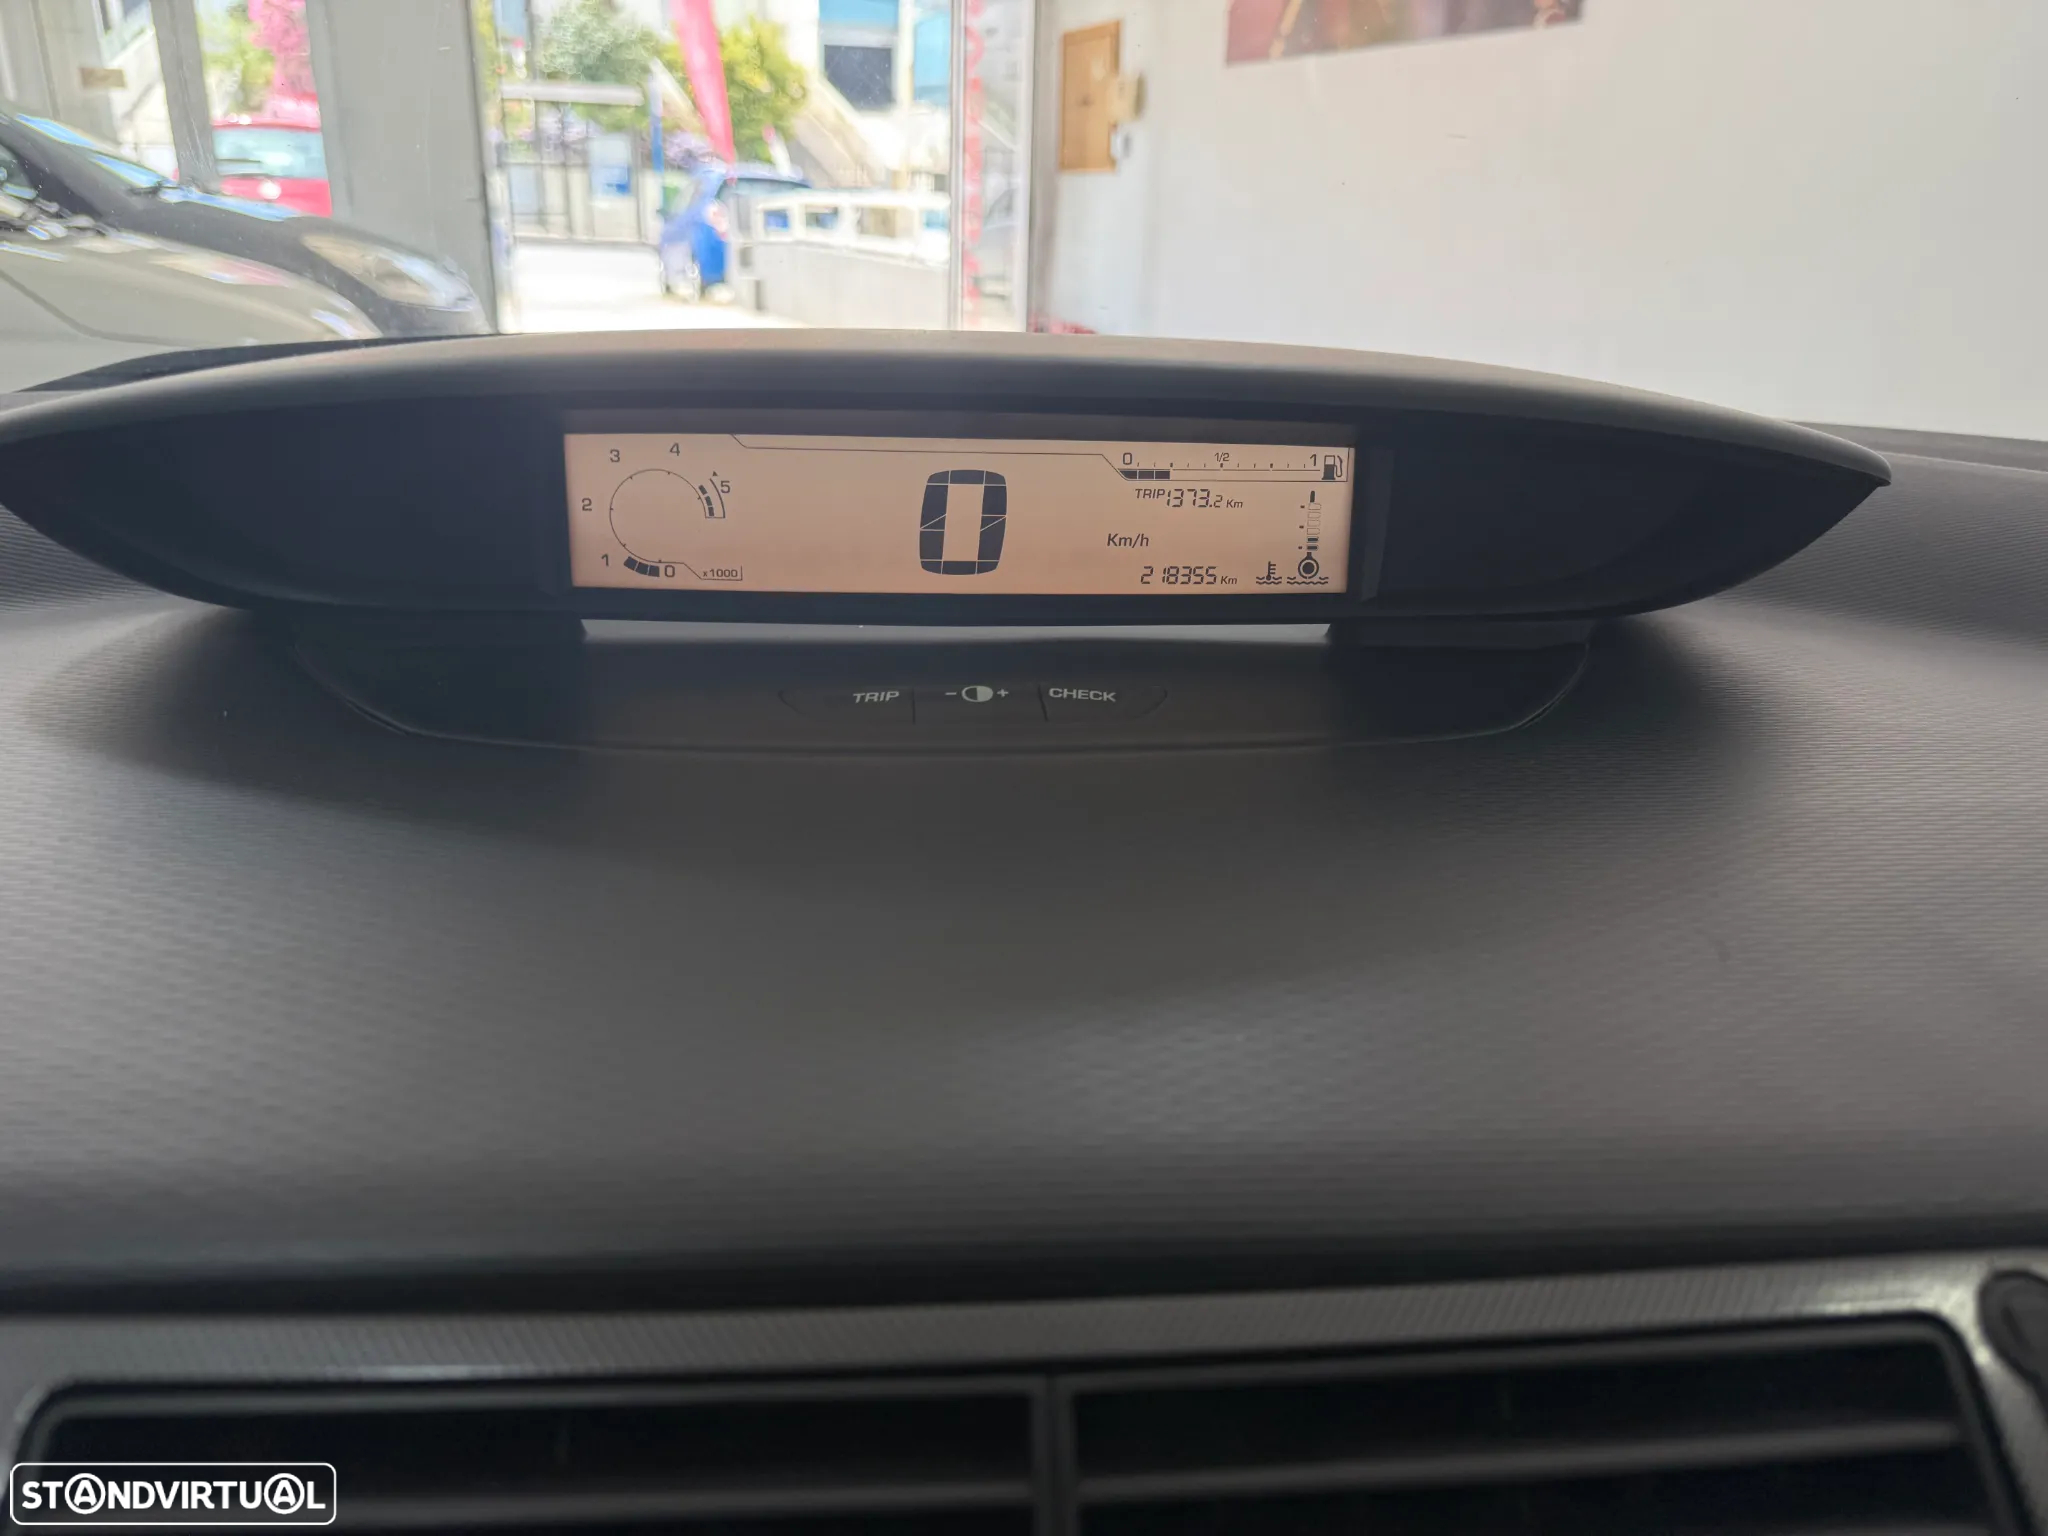 4
3
5
2
1
0
x1000
0
Km/h
0 1/2 1
TRIP 1373.2 Km
218355 Km
TRIP - + CHECK
STANDVIRTUAL